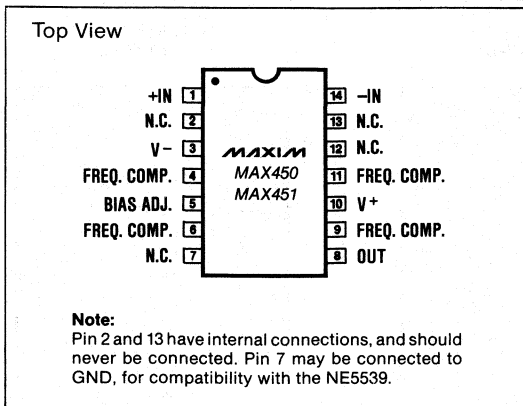 Top View
+IN 1
N.C. 2
V− 3
FREQ. COMP. 4
BIAS ADJ. 5
FREQ. COMP. 6
N.C. 7
MAXIM
MAX450
MAX451
14 −IN
13 N.C.
12 N.C.
11 FREQ. COMP.
10 V+
9 FREQ. COMP.
8 OUT
Note:
Pin 2 and 13 have internal connections, and should
never be connected. Pin 7 may be connected to
GND, for compatibility with the NE5539.